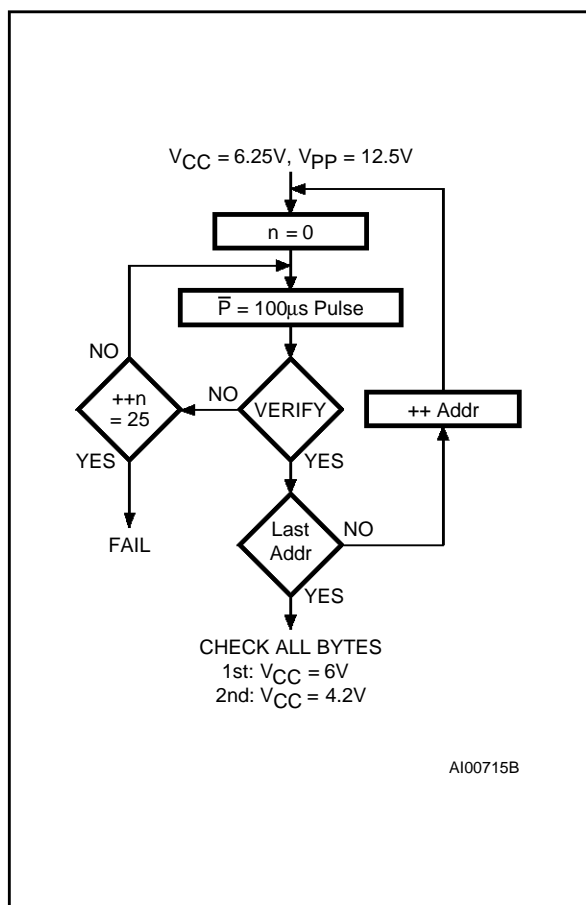 VCC = 6.25V, VPP = 12.5V
n = 0
P̅ = 100µs Pulse
NO
++n
= 25
NO
VERIFY
++ Addr
YES
YES
Last
Addr
NO
FAIL
YES
CHECK ALL BYTES
1st: VCC = 6V
2nd: VCC = 4.2V
AI00715B